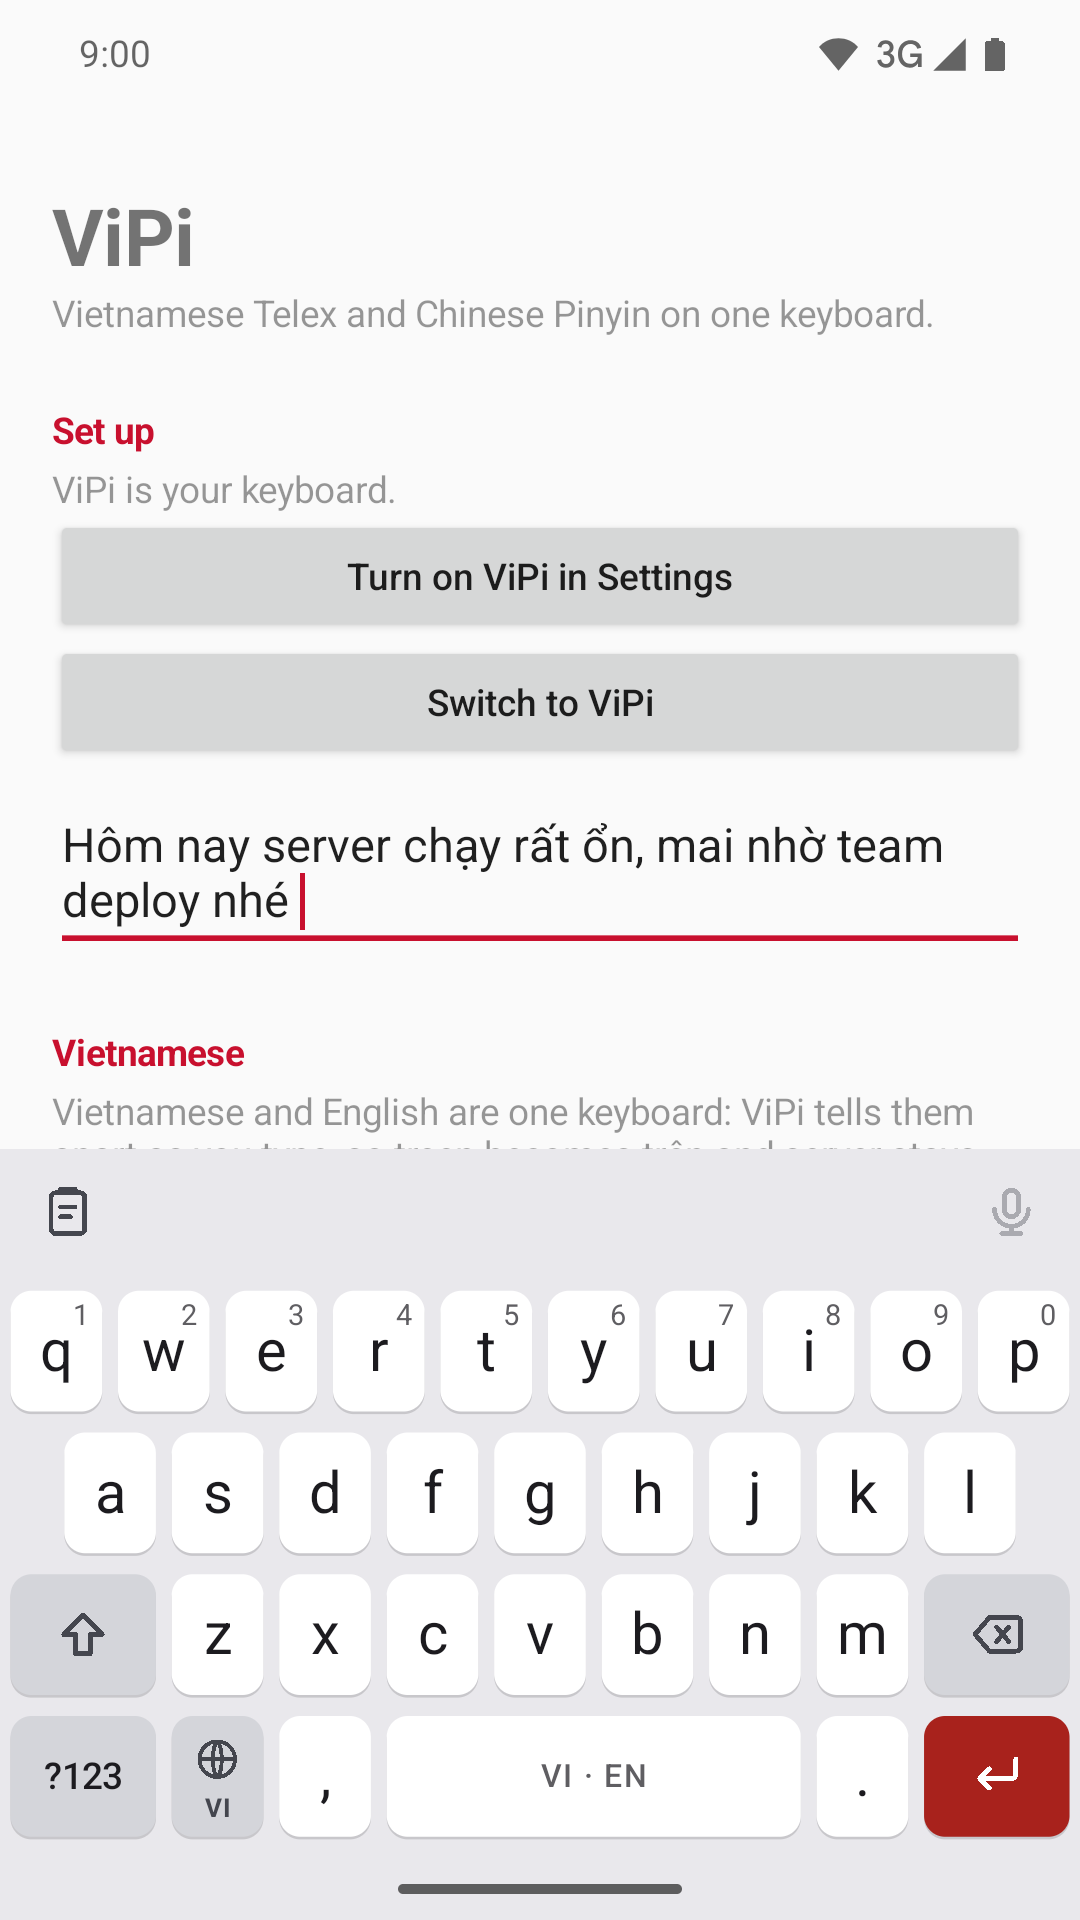 9:00
3G
ViPi
Vietnamese Telex and Chinese Pinyin on one keyboard.
Set up
ViPi is your keyboard.
Turn on ViPi in Settings
Switch to ViPi
Hôm nay server chạy rất ổn, mai nhờ team
deploy nhé
Vietnamese
Vietnamese and English are one keyboard: ViPi tells them
1 2 3 4 5 6 7 8 9 0
q w e r t y u i o p
a s d f g h j k l
z x c v b n m
?123 VI , VI · EN .